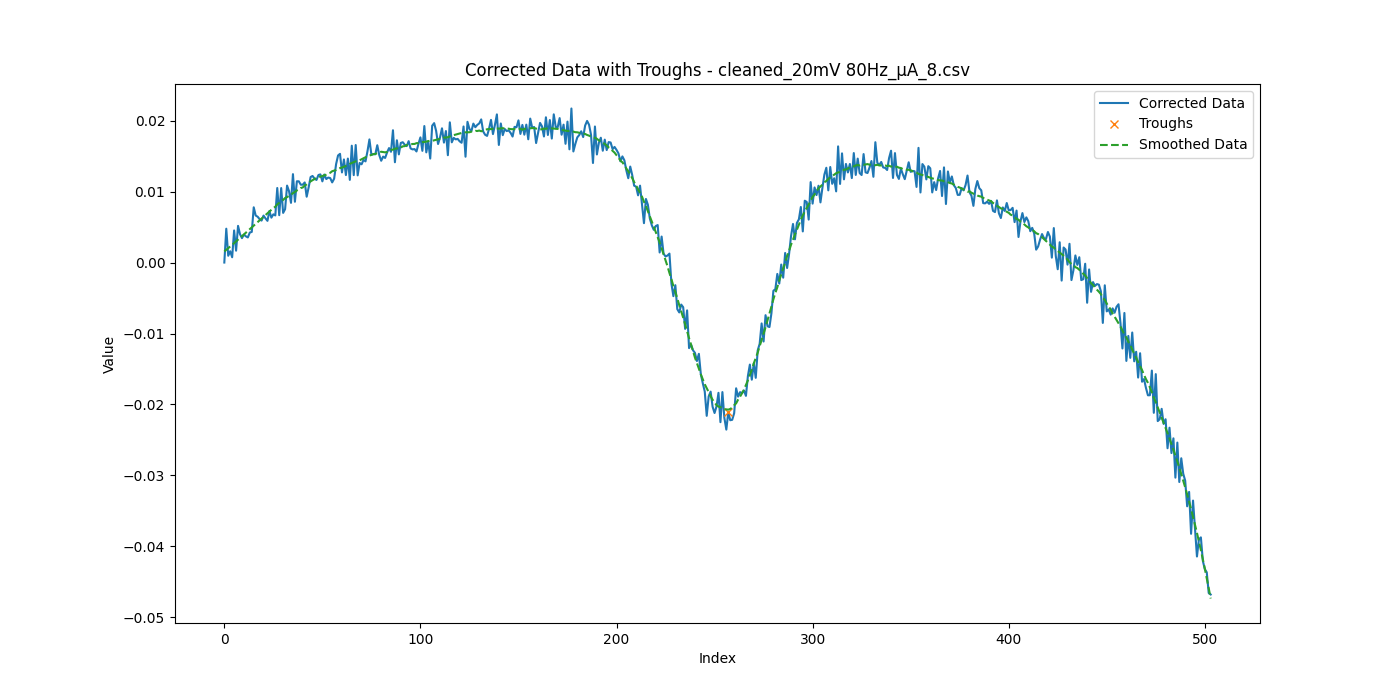 Corrected Data with Troughs - cleaned_20mV 80Hz_µA_8.csv
Corrected Data
Troughs
Smoothed Data
Value
0.02
0.01
0.00
−0.01
−0.02
−0.03
−0.04
−0.05
0 100 200 300 400 500
Index